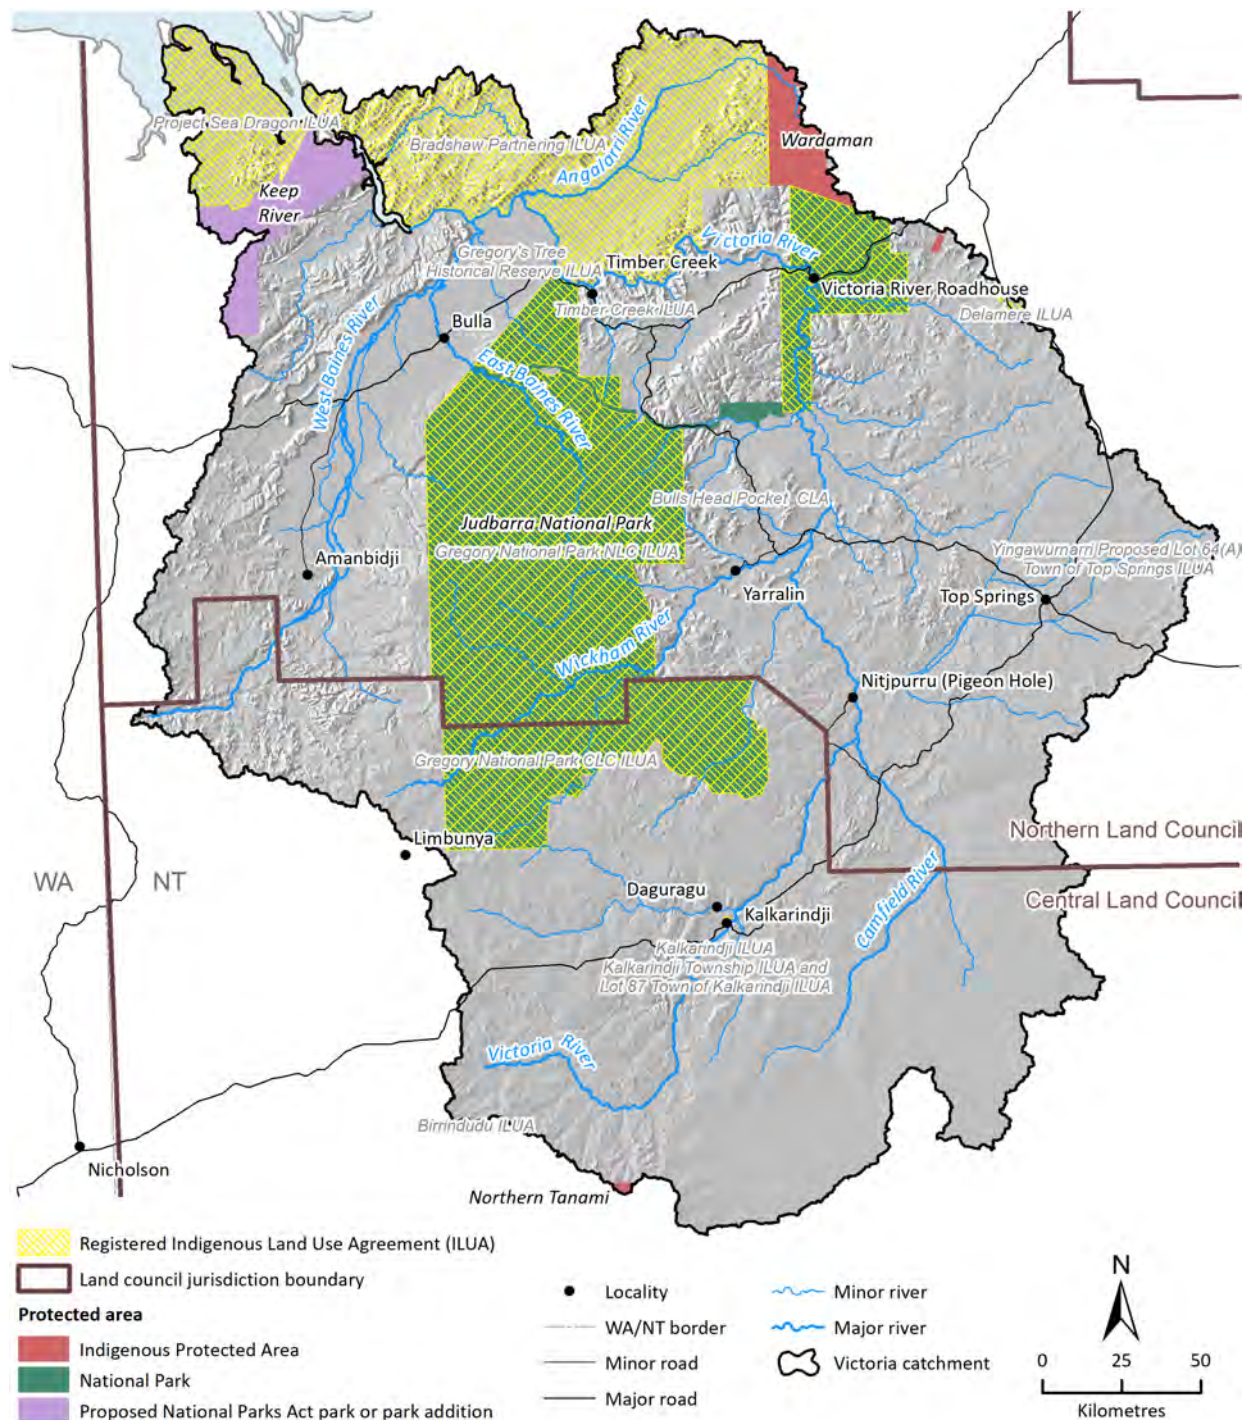 Project Sea Dragon ILUA
Bradshaw Partnering ILUA
Angalarri River
Wardaman
Keep
River
Victoria River
Gregory's Tree
Historical Reserve ILUA
Timber Creek
Victoria River Roadhouse
Timber Creek ILUA
Delamere ILUA
Bulla
West Baines River
East Baines River
Bulls Head Pocket CLA
Judbarra National Park
Gregory National Park NLC ILUA
Amanbidji
Yarralin
Yingawurnarri Proposed Lot 64(A)
Town of Top Springs ILUA
Top Springs
Wickham River
Nitjpurru (Pigeon Hole)
Gregory National Park CLC ILUA
Limbunya
Northern Land Council
WA
NT
Central Land Council
Camfield River
Daguragu
Kalkarindji
Kalkarindji ILUA
Kalkarindji Township ILUA and
Lot 87 Town of Kalkarindji ILUA
Victoria River
Birrindudu ILUA
Nicholson
Northern Tanami
Registered Indigenous Land Use Agreement (ILUA)
Land council jurisdiction boundary
Protected area
Indigenous Protected Area
National Park
Proposed National Parks Act park or park addition
Locality
WA/NT border
Minor road
Major road
Minor river
Major river
Victoria catchment
N
0 25 50
Kilometres